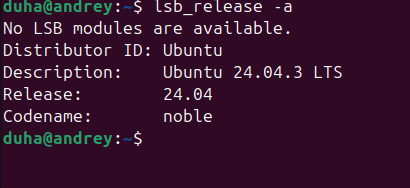 duha@andrey:~$ lsb_release -a
No LSB modules are available.
Distributor ID: Ubuntu
Description:    Ubuntu 24.04.3 LTS
Release:        24.04
Codename:       noble
duha@andrey:~$